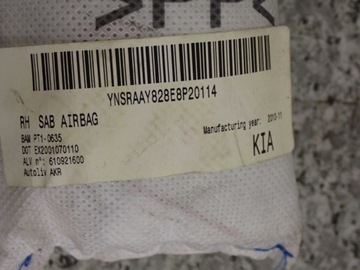 YNSRAAY828E8P20114
RH SAB AIRBAG
BAM PT1-0635
DOT EX2001070110
ALV n°: 610921600
Autoliv AKR
Manufacturing year: 2010-11
KIA